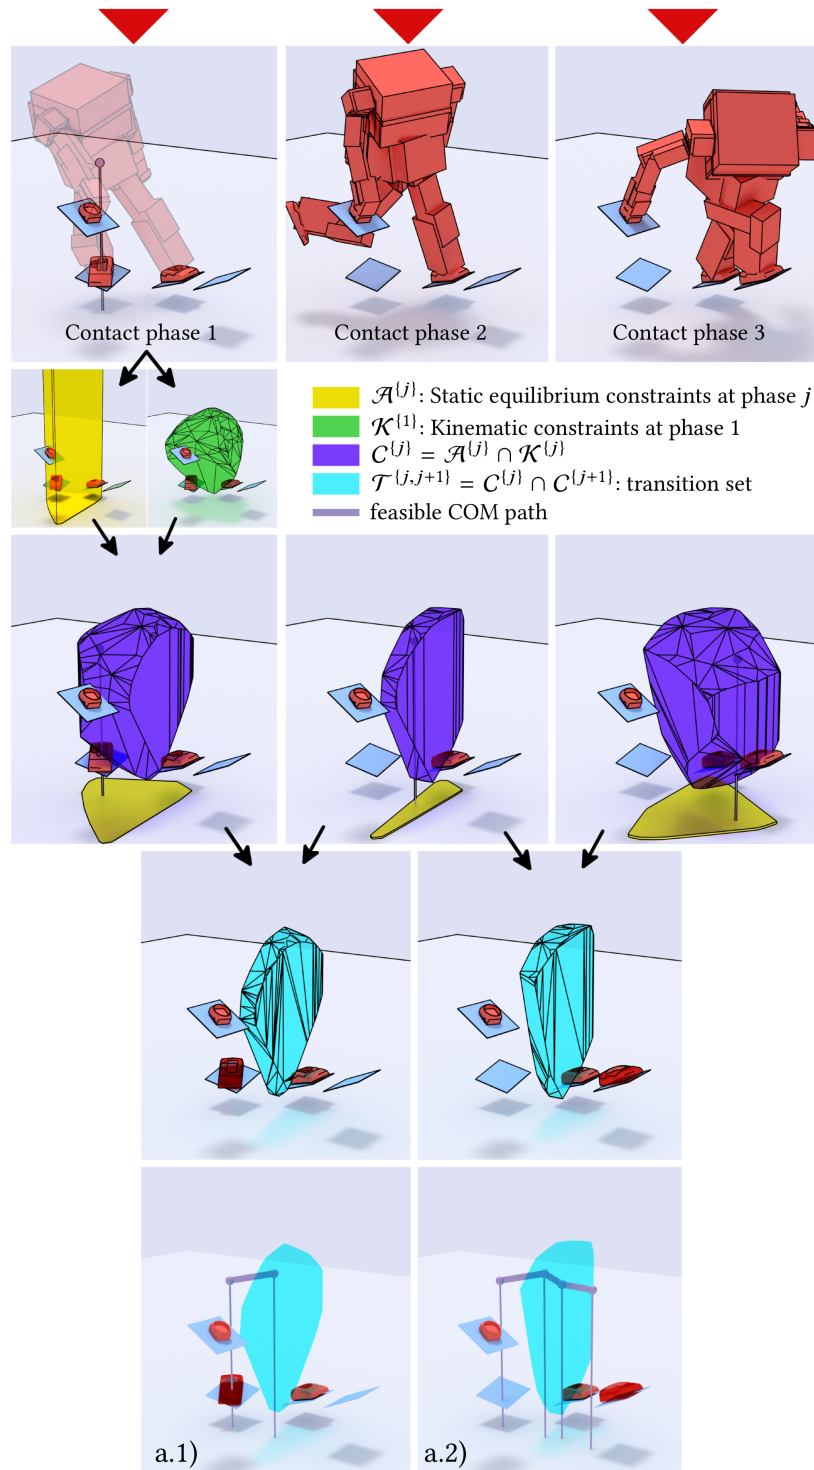 Contact phase 1
Contact phase 2
Contact phase 3
𝒜^{j}: Static equilibrium constraints at phase j
𝒦^{1}: Kinematic constraints at phase 1
C^{j} = 𝒜^{j} ∩ 𝒦^{j}
𝒯^{j,j+1} = C^{j} ∩ C^{j+1}: transition set
feasible COM path
a.1)
a.2)